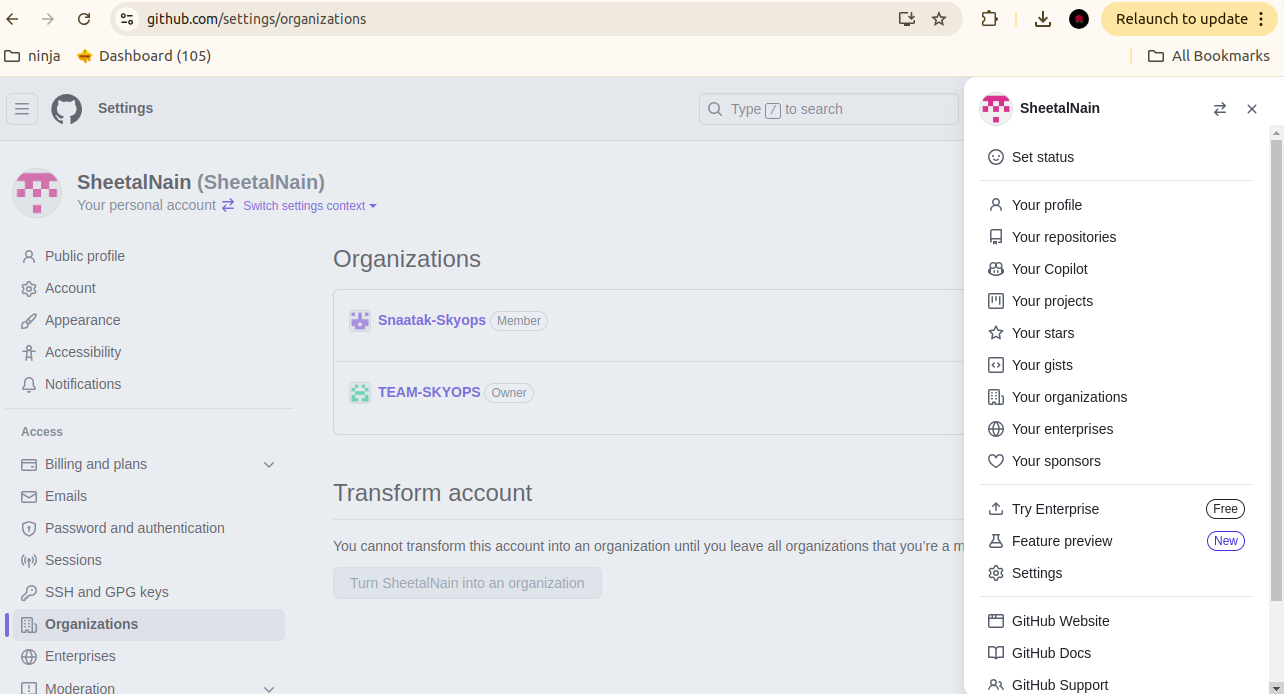 github.com/settings/organizations
Relaunch to update
ninja
Dashboard (105)
All Bookmarks
Settings
Type / to search
SheetalNain (SheetalNain)
Your personal account
Switch settings context
Public profile
Account
Appearance
Accessibility
Notifications
Access
Billing and plans
Emails
Password and authentication
Sessions
SSH and GPG keys
Organizations
Enterprises
Moderation
Organizations
Snaatak-Skyops Member
TEAM-SKYOPS Owner
Transform account
You cannot transform this account into an organization until you leave all organizations that you’re a m
Turn SheetalNain into an organization
SheetalNain
Set status
Your profile
Your repositories
Your Copilot
Your projects
Your stars
Your gists
Your organizations
Your enterprises
Your sponsors
Try Enterprise Free
Feature preview New
Settings
GitHub Website
GitHub Docs
GitHub Support